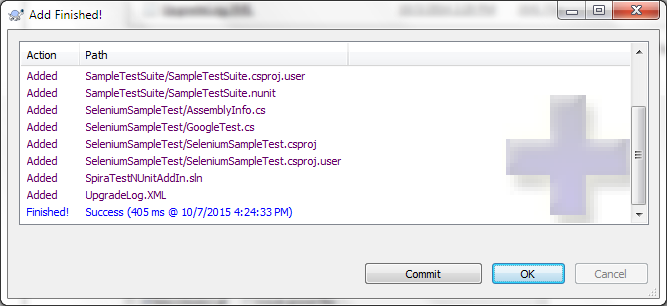 Add Finished!
Action Path
Added SampleTestSuite/SampleTestSuite.csproj.user
Added SampleTestSuite/SampleTestSuite.nunit
Added SeleniumSampleTest/AssemblyInfo.cs
Added SeleniumSampleTest/GoogleTest.cs
Added SeleniumSampleTest/SeleniumSampleTest.csproj
Added SeleniumSampleTest/SeleniumSampleTest.csproj.user
Added SpiraTestNUnitAddIn.sln
Added UpgradeLog.XML
Finished! Success (405 ms @ 10/7/2015 4:24:33 PM)
Commit OK Cancel